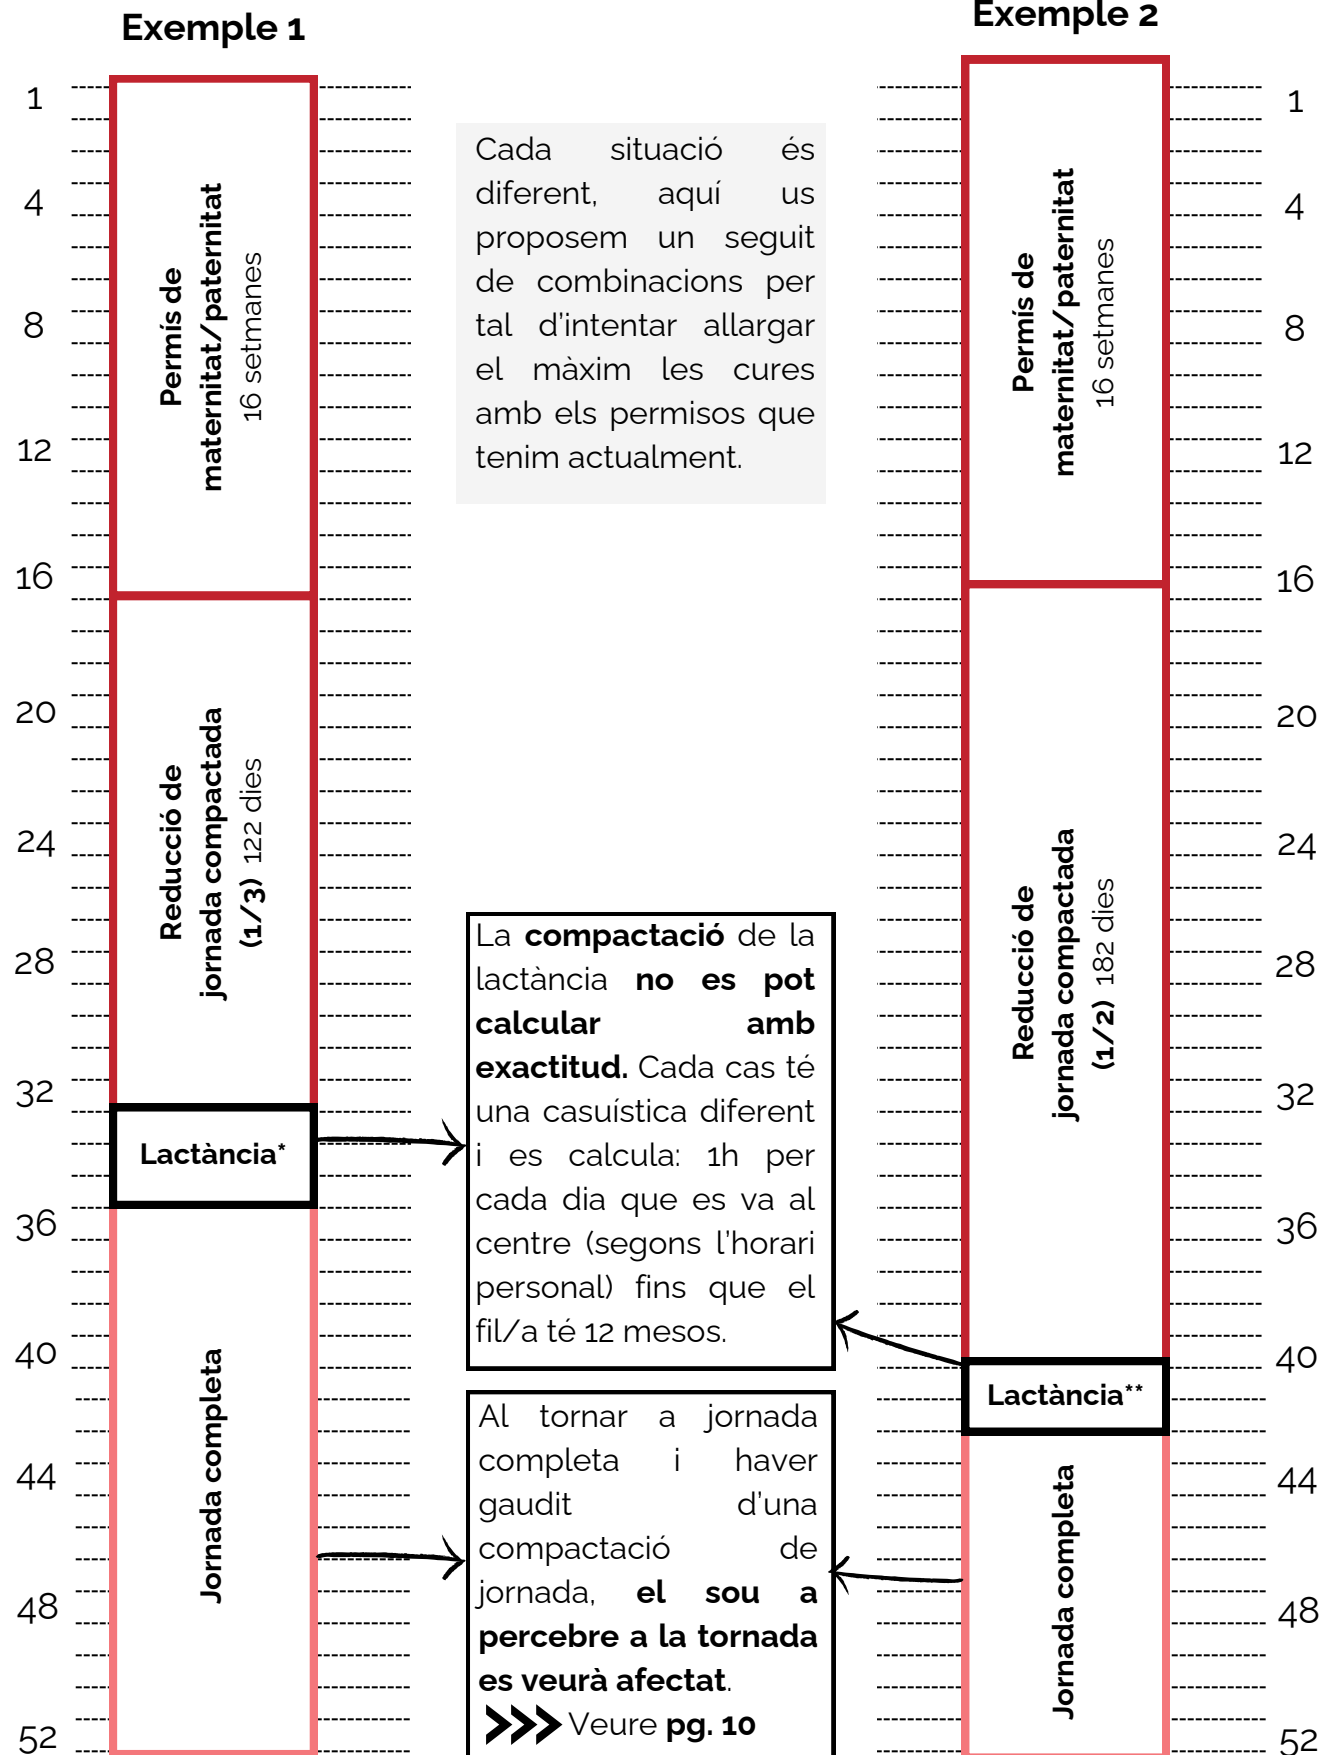 Exemple 1
1
4
8
12
16
20
24
28
32
36
40
44
48
52
Permís de
maternitat/paternitat
16 setmanes
Reducció de
jornada compactada
(1/3) 122 dies
Lactància*
Jornada completa
Cada situació és
diferent, aquí us
proposem un seguit
de combinacions per
tal d'intentar allargar
el màxim les cures
amb els permisos que
tenim actualment.
La compactació de la
lactància no es pot
calcular amb
exactitud. Cada cas té
una casuística diferent
i es calcula: 1h per
cada dia que es va al
centre (segons l'horari
personal) fins que el
fil/a té 12 mesos.
Al tornar a jornada
completa i haver
gaudit d'una
compactació de
jornada, el sou a
percebre a la tornada
es veurà afectat.
Veure pg. 10
Exemple 2
Permís de
maternitat/paternitat
16 setmanes
Reducció de
jornada compactada
(1/2) 182 dies
Lactància**
Jornada completa
1
4
8
12
16
20
24
28
32
36
40
44
48
52